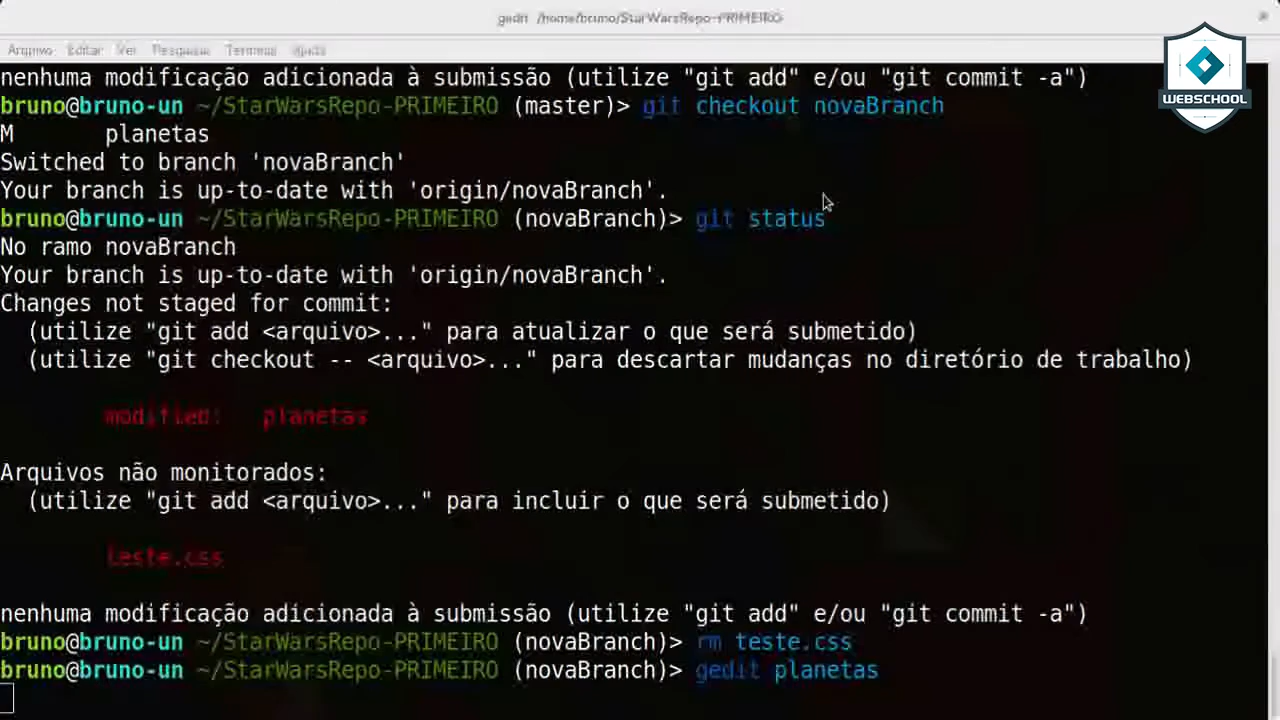 gedit /home/bruno/StarWarsRepo-PRIMEIRO
Arquivo Editar Ver Pesquisar Terminal Ajuda
WEBSCHOOL
nenhuma modificação adicionada à submissão (utilize "git add" e/ou "git commit -a")
bruno@bruno-un ~/StarWarsRepo-PRIMEIRO (master)> git checkout novaBranch
M planetas
Switched to branch 'novaBranch'
Your branch is up-to-date with 'origin/novaBranch'.
bruno@bruno-un ~/StarWarsRepo-PRIMEIRO (novaBranch)> git status
No ramo novaBranch
Your branch is up-to-date with 'origin/novaBranch'.
Changes not staged for commit:
(utilize "git add <arquivo>..." para atualizar o que será submetido)
(utilize "git checkout -- <arquivo>..." para descartar mudanças no diretório de trabalho)
modified: planetas
Arquivos não monitorados:
(utilize "git add <arquivo>..." para incluir o que será submetido)
teste.css
nenhuma modificação adicionada à submissão (utilize "git add" e/ou "git commit -a")
bruno@bruno-un ~/StarWarsRepo-PRIMEIRO (novaBranch)> rm teste.css
bruno@bruno-un ~/StarWarsRepo-PRIMEIRO (novaBranch)> gedit planetas